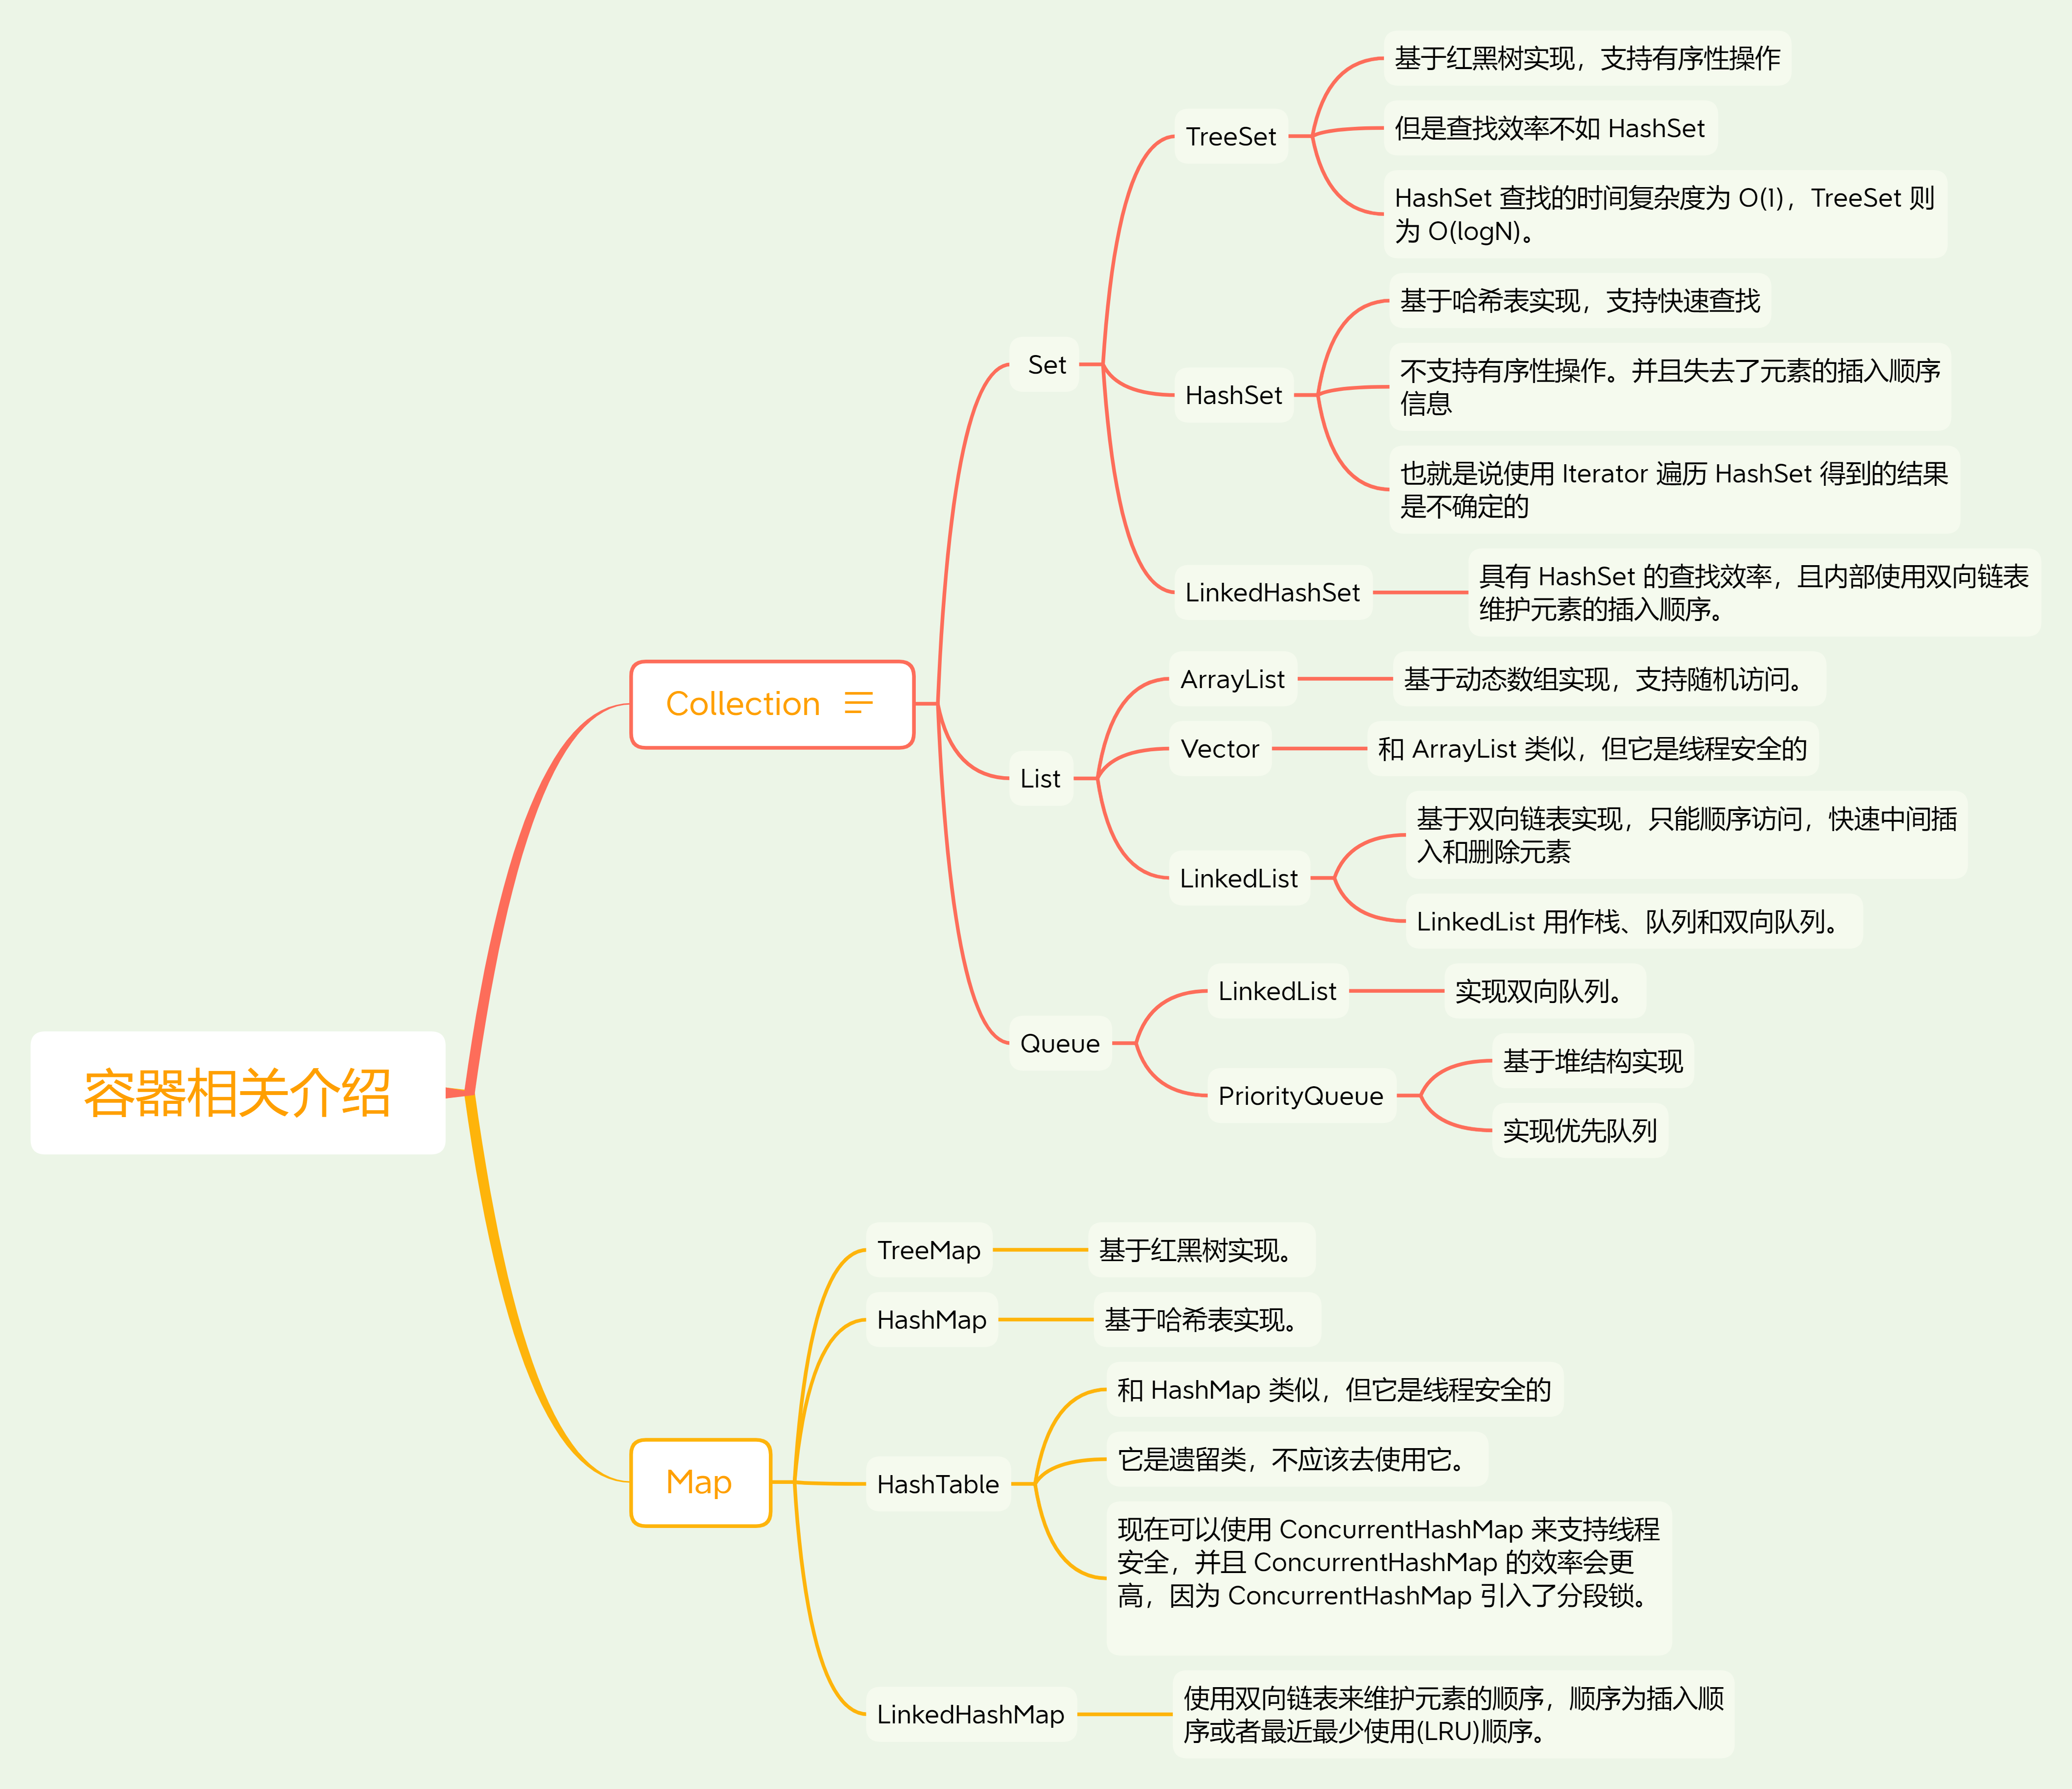 容器相关介绍
Collection
Set
TreeSet
基于红黑树实现，支持有序性操作
但是查找效率不如 HashSet
HashSet 查找的时间复杂度为 O(1)，TreeSet 则
为 O(logN)。
HashSet
基于哈希表实现，支持快速查找
不支持有序性操作。并且失去了元素的插入顺序
信息
也就是说使用 Iterator 遍历 HashSet 得到的结果
是不确定的
LinkedHashSet
具有 HashSet 的查找效率，且内部使用双向链表
维护元素的插入顺序。
List
ArrayList
基于动态数组实现，支持随机访问。
Vector
和 ArrayList 类似，但它是线程安全的
LinkedList
基于双向链表实现，只能顺序访问，快速中间插
入和删除元素
LinkedList 用作栈、队列和双向队列。
Queue
LinkedList
实现双向队列。
PriorityQueue
基于堆结构实现
实现优先队列
Map
TreeMap
基于红黑树实现。
HashMap
基于哈希表实现。
HashTable
和 HashMap 类似，但它是线程安全的
它是遗留类，不应该去使用它。
现在可以使用 ConcurrentHashMap 来支持线程
安全，并且 ConcurrentHashMap 的效率会更
高，因为 ConcurrentHashMap 引入了分段锁。
LinkedHashMap
使用双向链表来维护元素的顺序，顺序为插入顺
序或者最近最少使用(LRU)顺序。